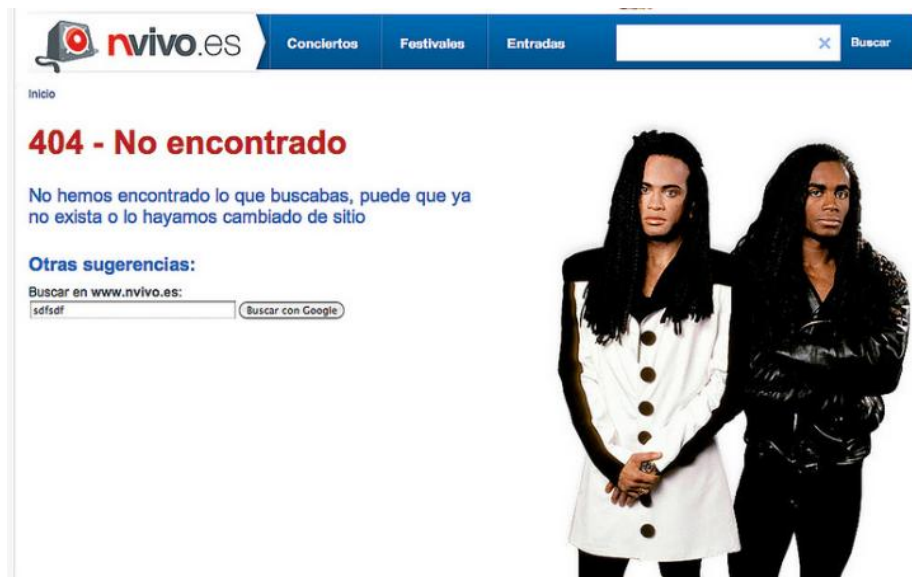 nvivo.es
Conciertos Festivales Entradas Buscar
Inicio
404 - No encontrado
No hemos encontrado lo que buscabas, puede que ya
no exista o lo hayamos cambiado de sitio
Otras sugerencias:
Buscar en www.nvivo.es:
sdfsdf Buscar con Google